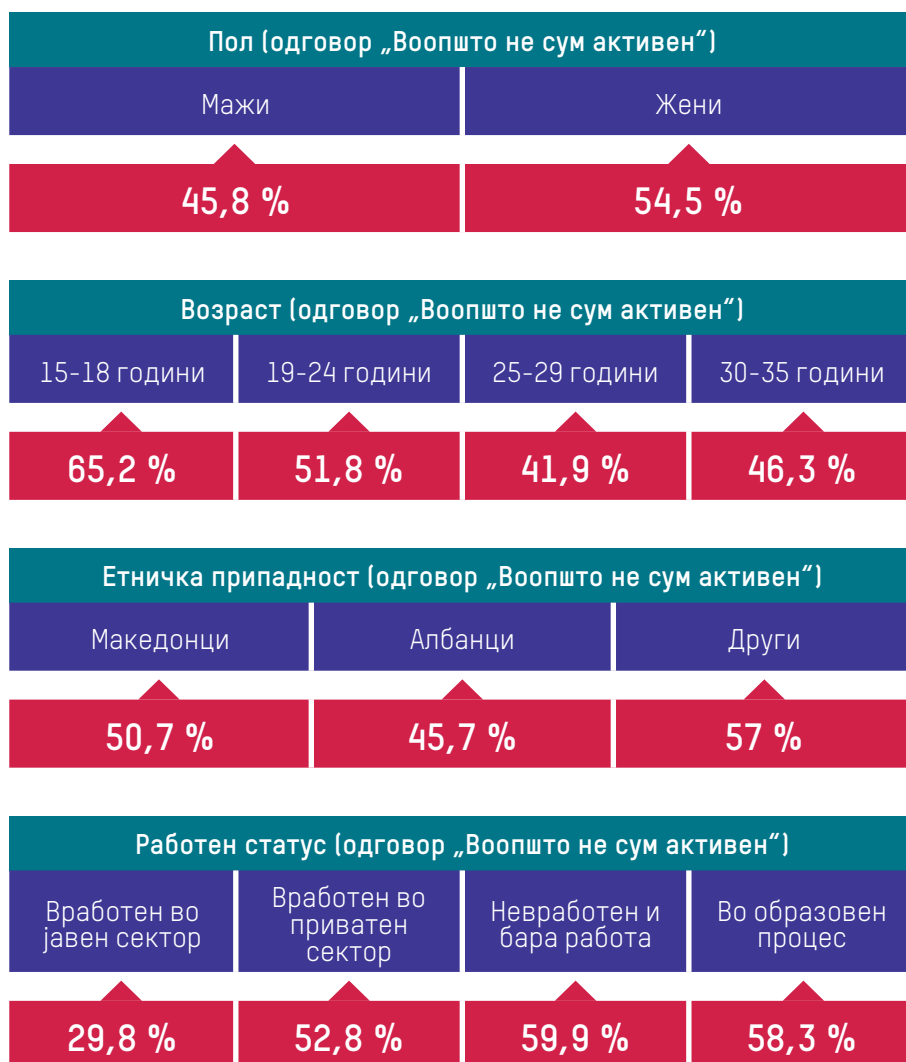 Пол (одговор „Воопшто не сум активен“)
Мажи Жени
45,8 % 54,5 %
Возраст (одговор „Воопшто не сум активен“)
15-18 години 19-24 години 25-29 години 30-35 години
65,2 % 51,8 % 41,9 % 46,3 %
Етничка припадност (одговор „Воопшто не сум активен“)
Македонци Албанци Други
50,7 % 45,7 % 57 %
Работен статус (одговор „Воопшто не сум активен“)
Вработен во
јавен сектор
Вработен во
приватен
сектор
Невработен и
бара работа
Во образовен
процес
29,8 % 52,8 % 59,9 % 58,3 %